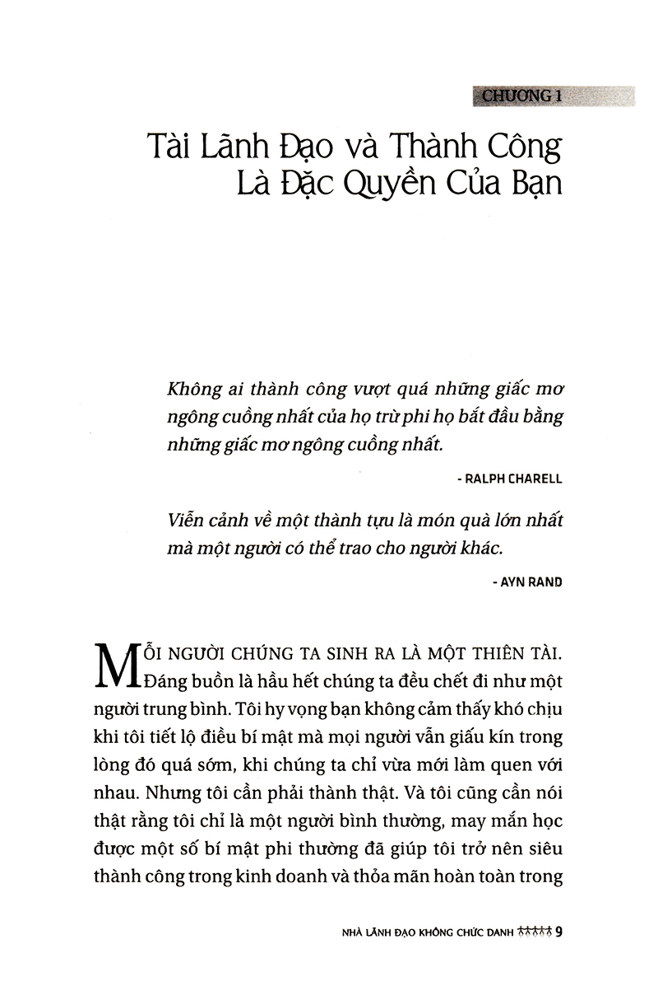 CHƯƠNG 1
Tài Lãnh Đạo và Thành Công
Là Đặc Quyền Của Bạn
Không ai thành công vượt quá những giấc mơ
ngông cuồng nhất của họ trừ phi họ bắt đầu bằng
những giấc mơ ngông cuồng nhất.
- RALPH CHARELL
Viễn cảnh về một thành tựu là món quà lớn nhất
mà một người có thể trao cho người khác.
- AYN RAND
MỖI NGƯỜI CHÚNG TA SINH RA LÀ MỘT THIÊN TÀI.
Đáng buồn là hầu hết chúng ta đều chết đi như một
người trung bình. Tôi hy vọng bạn không cảm thấy khó chịu
khi tôi tiết lộ điều bí mật mà mọi người vẫn giấu kín trong
lòng đó quá sớm, khi chúng ta chỉ vừa mới làm quen với
nhau. Nhưng tôi cần phải thành thật. Và tôi cũng cần nói
thật rằng tôi chỉ là một người bình thường, may mắn học
được một số bí mật phi thường đã giúp tôi trở nên siêu
thành công trong kinh doanh và thỏa mãn hoàn toàn trong
NHÀ LÃNH ĐẠO KHÔNG CHỨC DANH 9